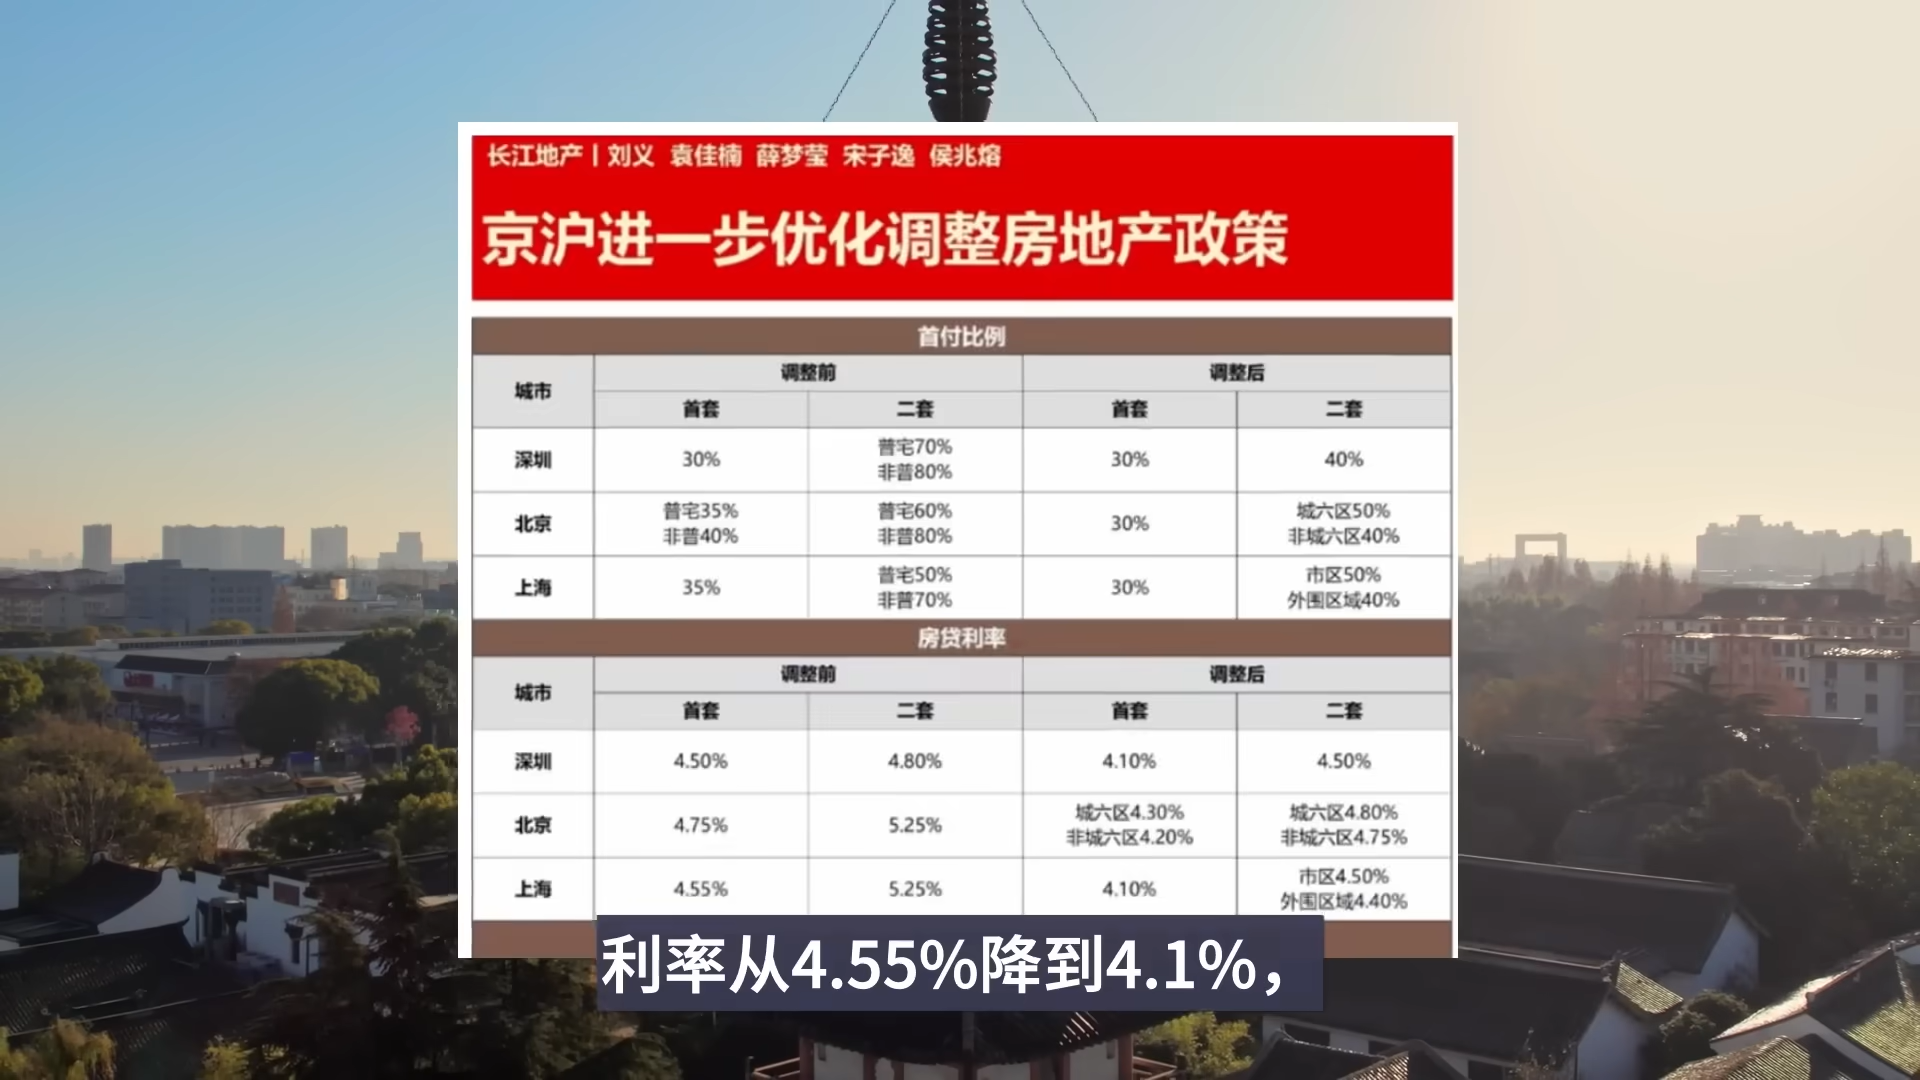 长江地产丨刘义 袁佳楠 薛梦莹 宋子逸 侯兆熔
京沪进一步优化调整房地产政策
首付比例
城市 调整前 调整后
首套 二套 首套 二套
深圳 30% 普宅70% 非普80% 30% 40%
北京 普宅35% 非普40% 普宅60% 非普80% 30% 城六区50% 非城六区40%
上海 35% 普宅50% 非普70% 30% 市区50% 外围区域40%
房贷利率
城市 调整前 调整后
首套 二套 首套 二套
深圳 4.50% 4.80% 4.10% 4.50%
北京 4.75% 5.25% 城六区4.30% 非城六区4.20% 城六区4.80% 非城六区4.75%
上海 4.55% 5.25% 4.10% 市区4.50% 外围区域4.40%
利率从4.55%降到4.1%，